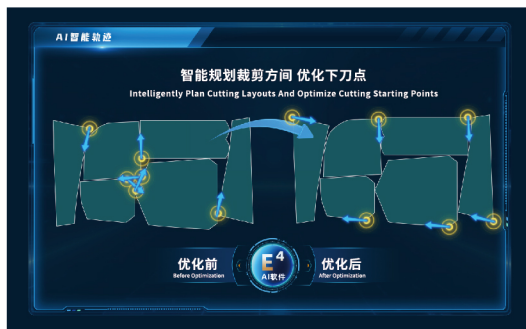 AI智能轨迹
智能规划裁剪方间 优化下刀点
Intelligently Plan Cutting Layouts And Optimize Cutting Starting Points
优化前
Before Optimization
E4
AI软件
优化后
After Optimization